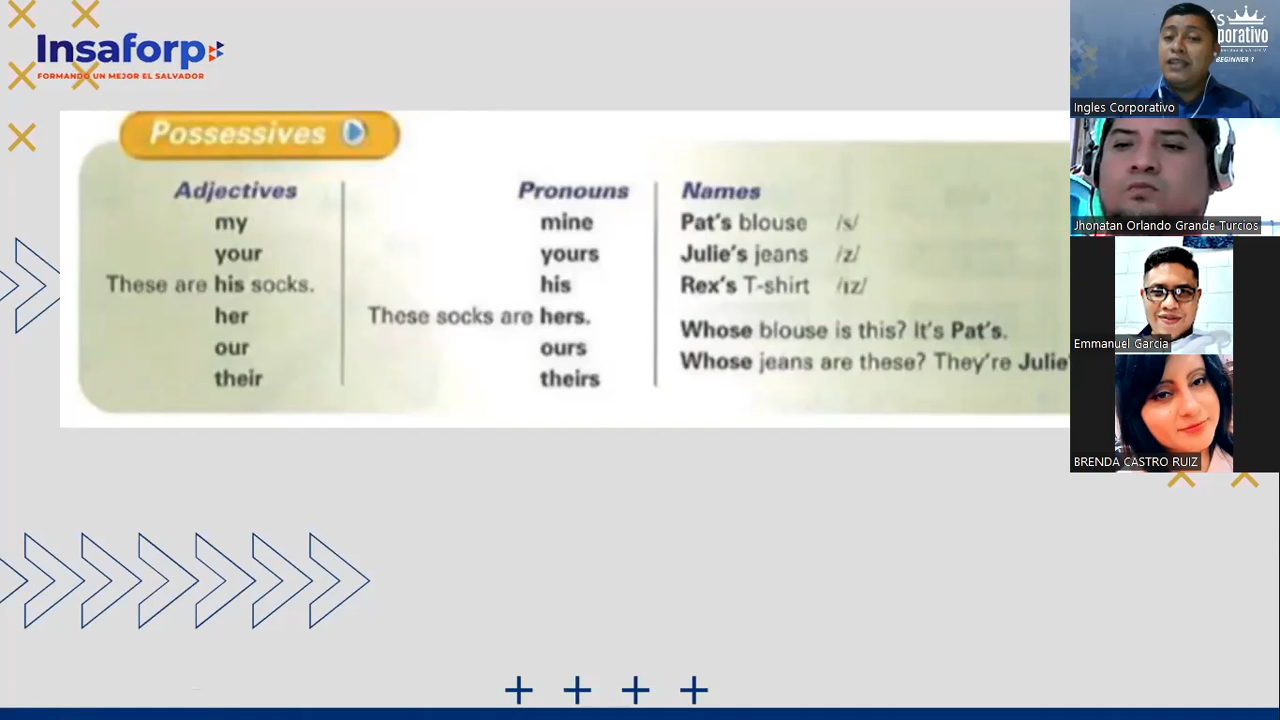 Insaforp
FORMANDO UN MEJOR EL SALVADOR
Possessives
Adjectives
my
your
These are his socks.
her
our
their
Pronouns
mine
yours
his
These socks are hers.
ours
theirs
Names
Pat's blouse /s/
Julie's jeans /z/
Rex's T-shirt /ɪz/
Whose blouse is this? It's Pat's.
Whose jeans are these? They're Julie'
BEGINNER 1
Ingles Corporativo
Jhonatan Orlando Grande Turcios
Emmanuel Garcia
BRENDA CASTRO RUIZ